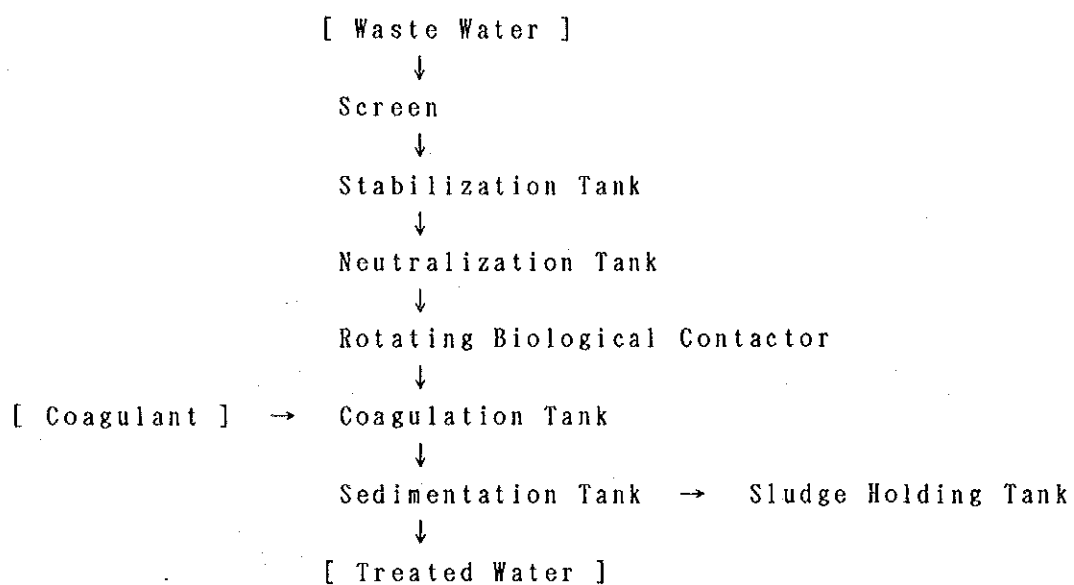 [ Waste Water ]
↓
Screen
↓
Stabilization Tank
↓
Neutralization Tank
↓
Rotating Biological Contactor
↓
[ Coagulant ] → Coagulation Tank
↓
Sedimentation Tank → Sludge Holding Tank
↓
[ Treated Water ]